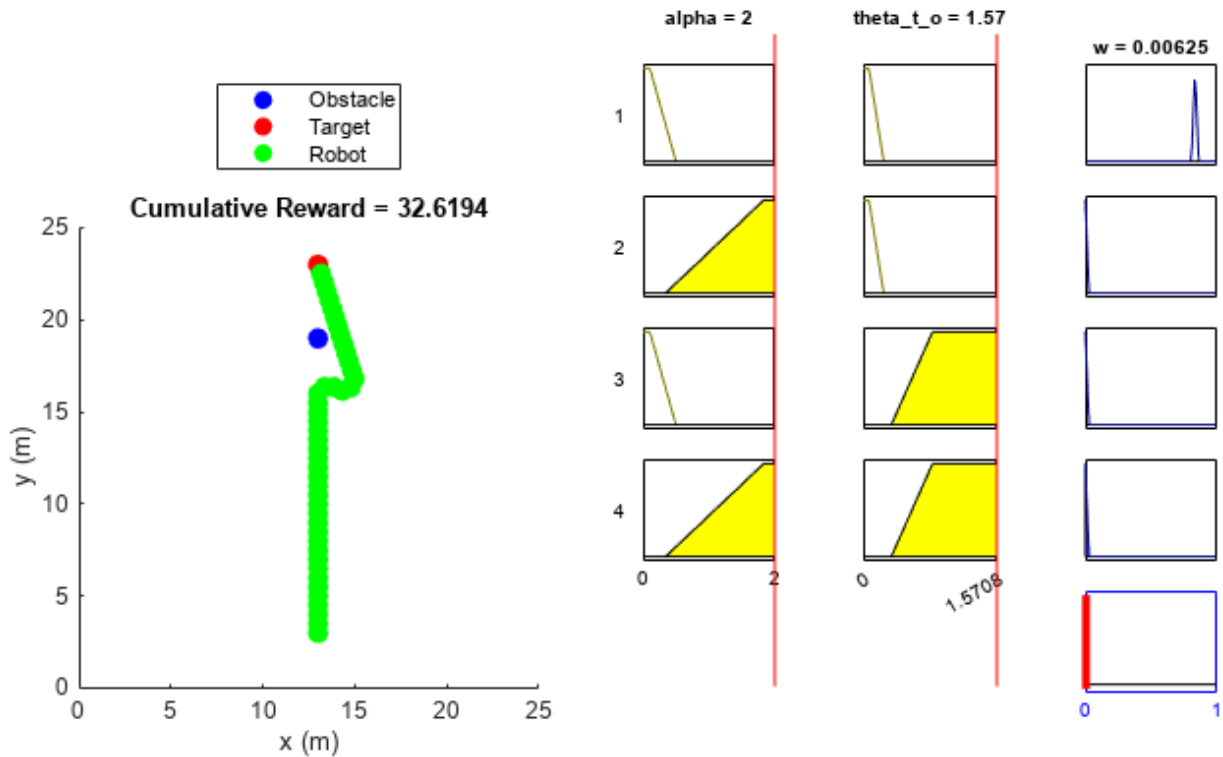 Obstacle
Target
Robot
Cumulative Reward = 32.6194
25
20
15
10
5
0
y (m)
0 5 10 15 20 25
x (m)
alpha = 2
theta_t_o = 1.57
w = 0.00625
1
2
3
4
0 2
0 1.5708
0 1